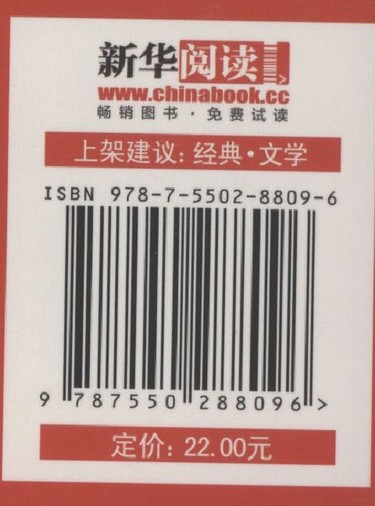 新华阅读
www.chinabook.cc
畅销图书·免费试读
上架建议：经典·文学
ISBN 978-7-5502-8809-6
9 787550 288096 >
定价：22.00元